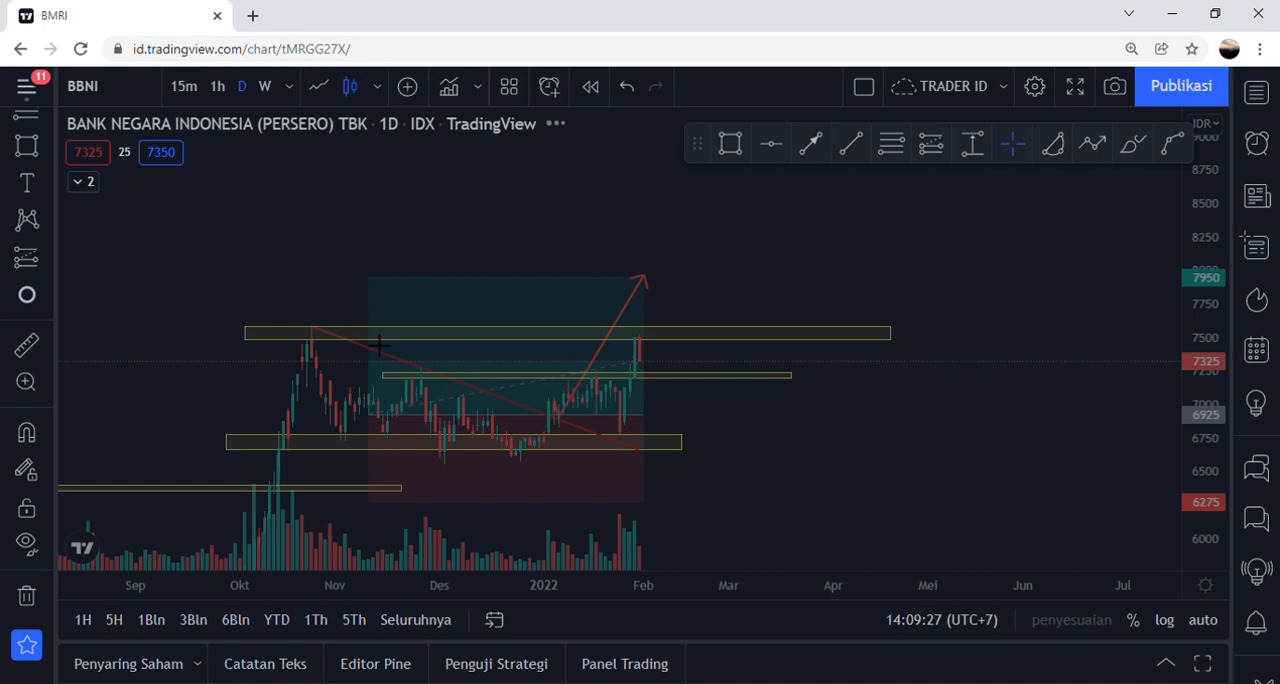 BMRI
id.tradingview.com/chart/tMRGG27X/
11
BBNI
15m 1h D W
TRADER ID
Publikasi
BANK NEGARA INDONESIA (PERSERO) TBK · 1D · IDX · TradingView
IDR
7325 25 7350
2
8750
8500
8250
7950
7750
7500
7325
7000
6925
6750
6500
6275
6000
Sep Okt Nov Des 2022 Feb Mar Apr Mei Jun Jul
1H 5H 1Bln 3Bln 6Bln YTD 1Th 5Th Seluruhnya
14:09:27 (UTC+7) penyesuaian % log auto
Penyaring Saham Catatan Teks Editor Pine Penguji Strategi Panel Trading